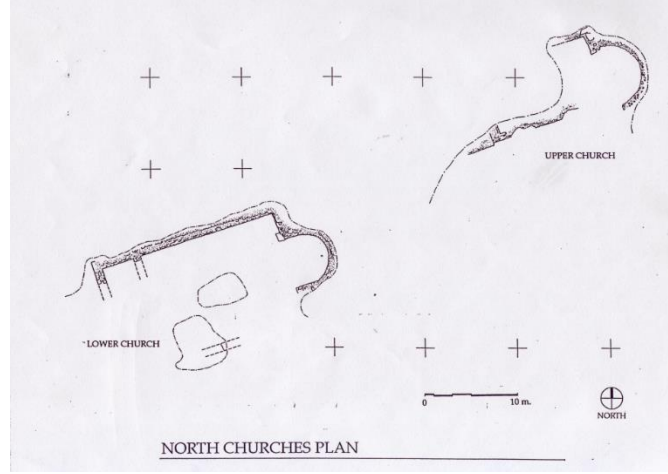 UPPER CHURCH
LOWER CHURCH
0 10 m.
NORTH
NORTH CHURCHES PLAN